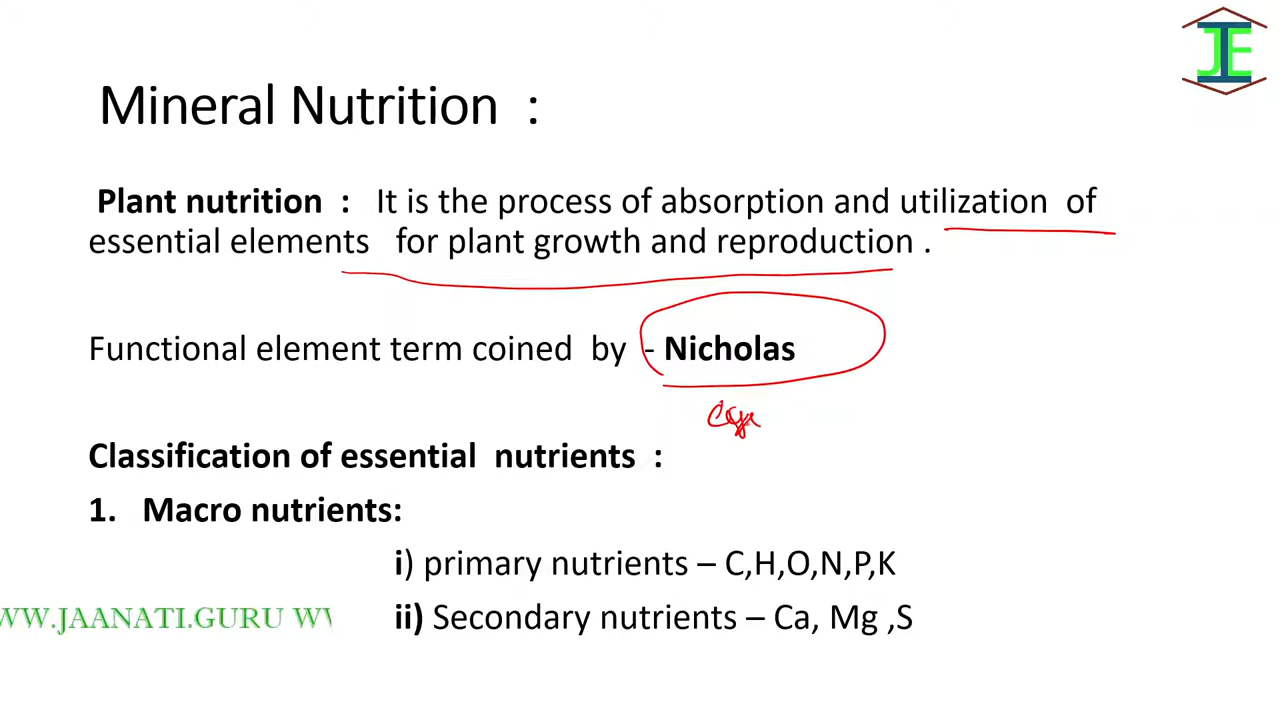 JE
Mineral Nutrition :
Plant nutrition : It is the process of absorption and utilization of
essential elements for plant growth and reproduction .
Functional element term coined by - Nicholas
Classification of essential nutrients :
1. Macro nutrients:
i) primary nutrients – C,H,O,N,P,K
WW.JAANATI.GURU
ii) Secondary nutrients – Ca, Mg ,S